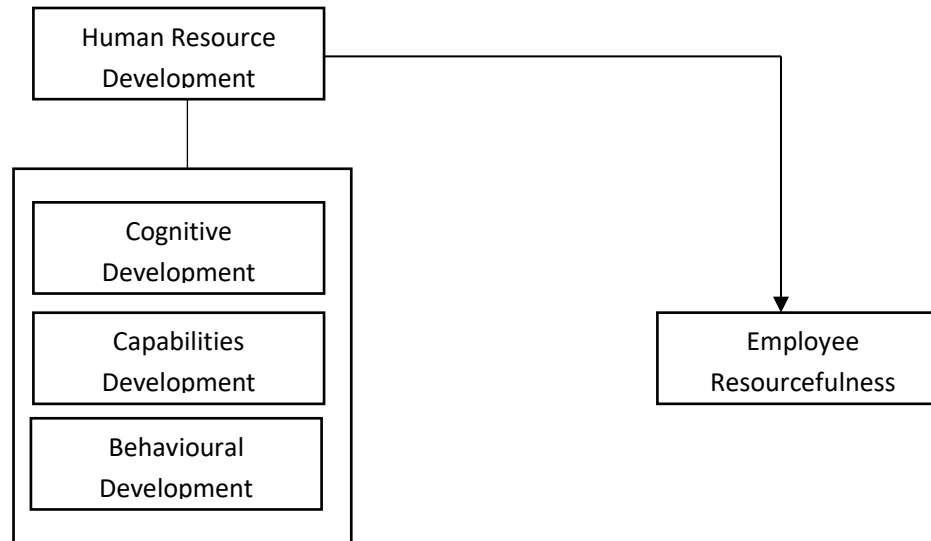 Human Resource
Development
Cognitive
Development
Capabilities
Development
Employee
Resourcefulness
Behavioural
Development